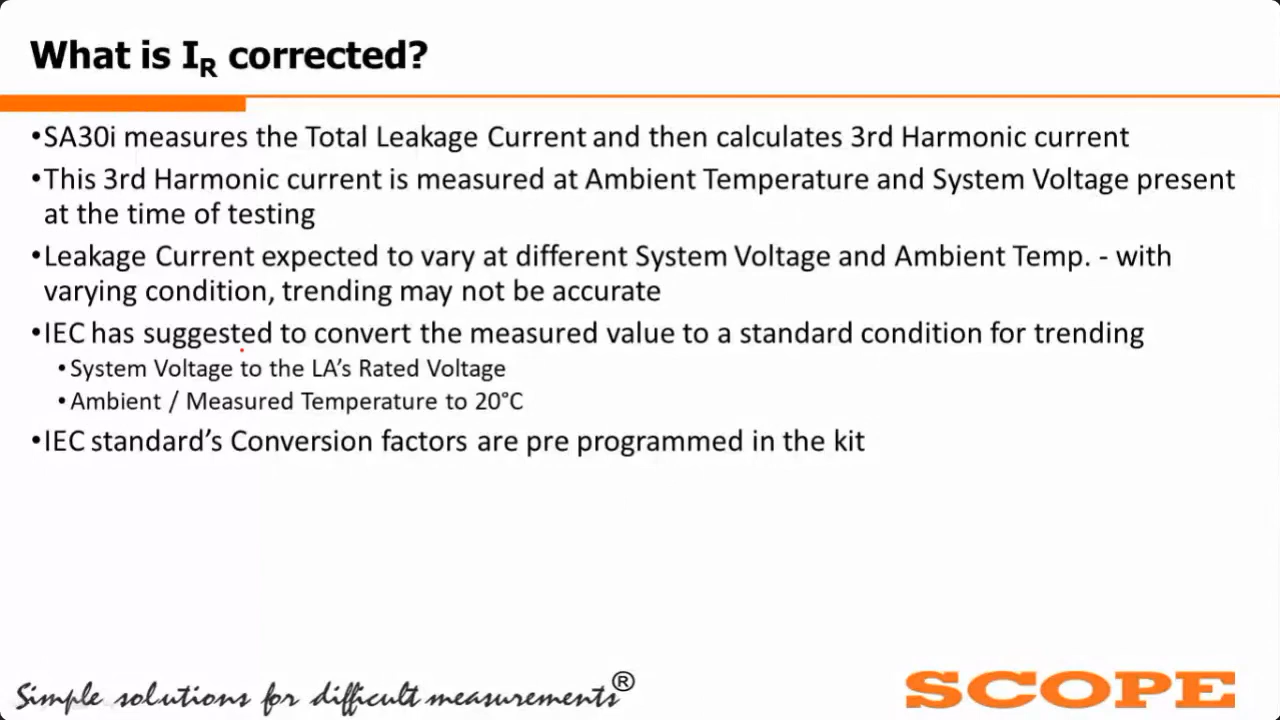 What is IR corrected?
•SA30i measures the Total Leakage Current and then calculates 3rd Harmonic current
•This 3rd Harmonic current is measured at Ambient Temperature and System Voltage present
at the time of testing
•Leakage Current expected to vary at different System Voltage and Ambient Temp. - with
varying condition, trending may not be accurate
•IEC has suggested to convert the measured value to a standard condition for trending
•System Voltage to the LA’s Rated Voltage
•Ambient / Measured Temperature to 20°C
•IEC standard’s Conversion factors are pre programmed in the kit
Simple solutions for difficult measurements®
SCOPE